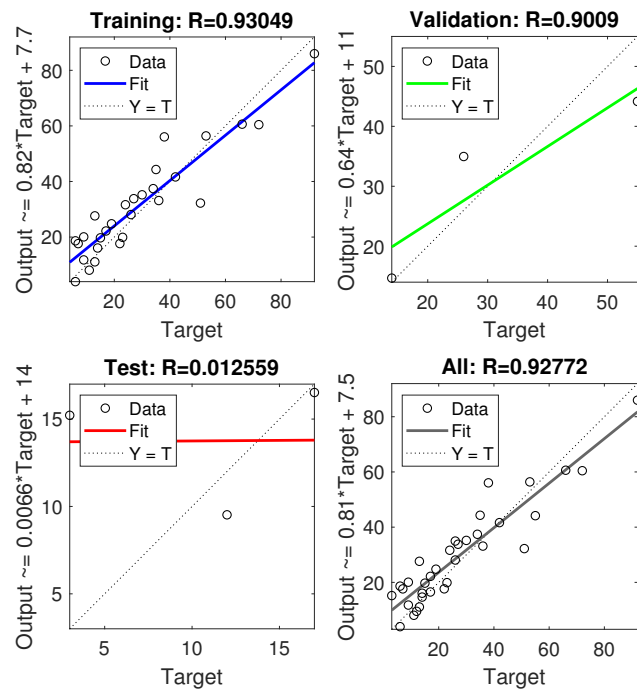 Training: R=0.93049
Output ~= 0.82*Target + 7.7
80
60
40
20
Data
Fit
Y = T
20 40 60 80
Target
Validation: R=0.9009
Output ~= 0.64*Target + 11
50
40
30
20
Data
Fit
Y = T
20 30 40 50
Target
Test: R=0.012559
Output ~= 0.0066*Target + 14
15
10
5
Data
Fit
Y = T
5 10 15
Target
All: R=0.92772
Output ~= 0.81*Target + 7.5
80
60
40
20
Data
Fit
Y = T
20 40 60 80
Target